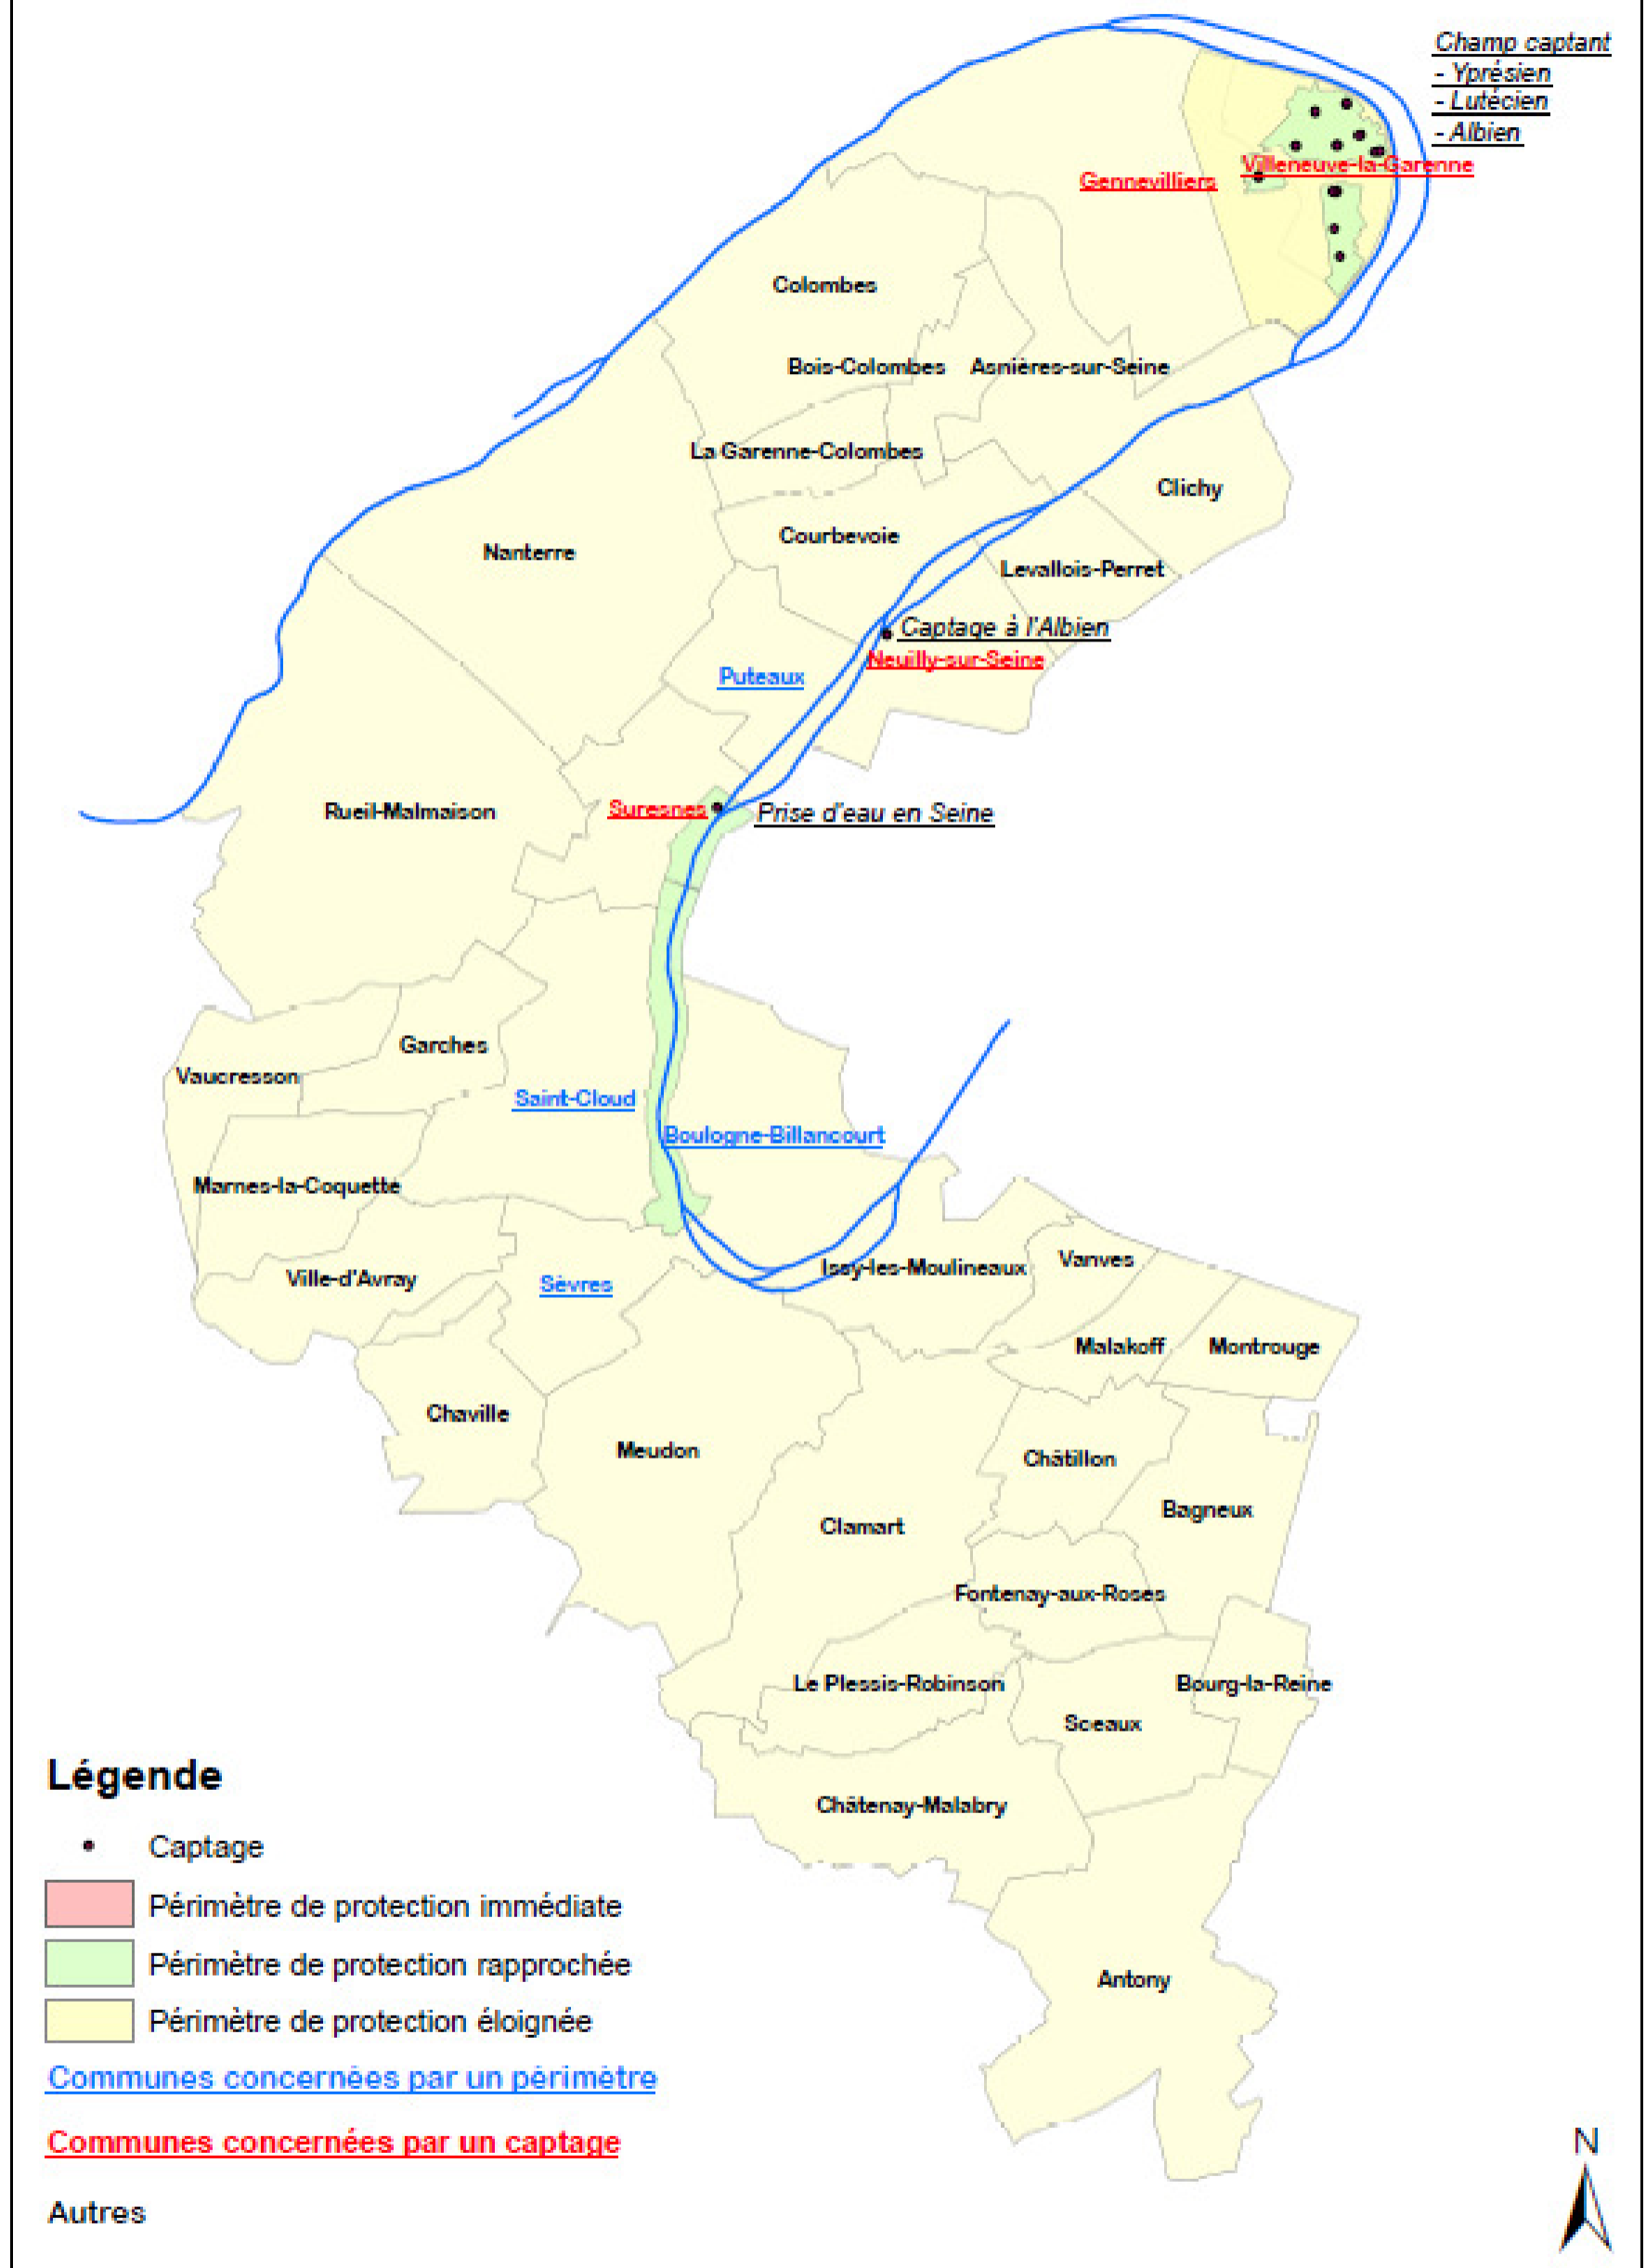 Champ captant
- Yprésien
- Lutécien
- Albien
Villeneuve-la-Garenne
Gennevilliers
Colombes
Bois-Colombes
Asnières-sur-Seine
La Garenne-Colombes
Clichy
Courbevoie
Nanterre
Levallois-Perret
Captage à l'Albien
Neuilly-sur-Seine
Puteaux
Rueil-Malmaison
Suresnes
Prise d'eau en Seine
Garches
Vaucresson
Saint-Cloud
Boulogne-Billancourt
Marnes-la-Coquette
Ville-d'Avray
Sèvres
Issy-les-Moulineaux
Vanves
Malakoff
Montrouge
Chaville
Meudon
Châtillon
Bagneux
Clamart
Fontenay-aux-Roses
Le Plessis-Robinson
Bourg-la-Reine
Sceaux
Châtenay-Malabry
Antony
Légende
Captage
Périmètre de protection immédiate
Périmètre de protection rapprochée
Périmètre de protection éloignée
Communes concernées par un périmètre
Communes concernées par un captage
Autres
N